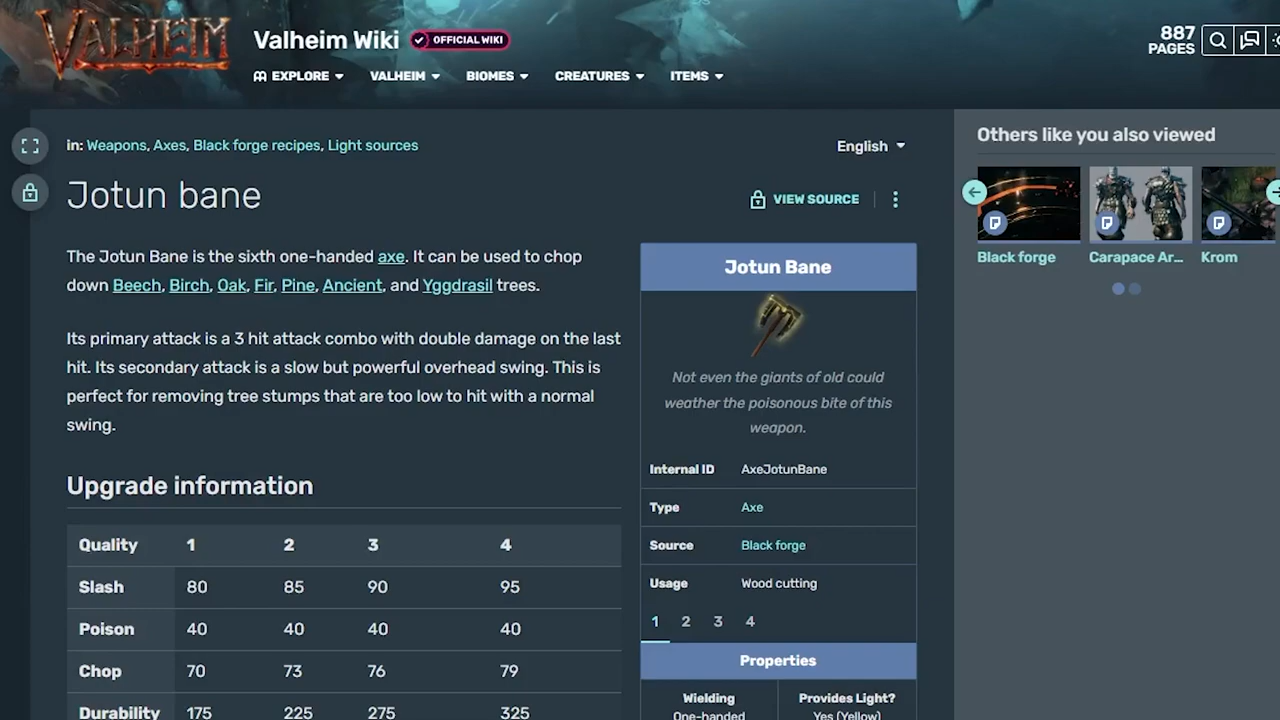 VALHEIM
Valheim Wiki
OFFICIAL WIKI
887
PAGES
EXPLORE
VALHEIM
BIOMES
CREATURES
ITEMS
in: Weapons, Axes, Black forge recipes, Light sources
English
Jotun bane
VIEW SOURCE
The Jotun Bane is the sixth one-handed axe. It can be used to chop
down Beech, Birch, Oak, Fir, Pine, Ancient, and Yggdrasil trees.
Its primary attack is a 3 hit attack combo with double damage on the last
hit. Its secondary attack is a slow but powerful overhead swing. This is
perfect for removing tree stumps that are too low to hit with a normal
swing.
Upgrade information
Quality 1 2 3 4
Slash 80 85 90 95
Poison 40 40 40 40
Chop 70 73 76 79
Durability 175 225 275 325
Jotun Bane
Not even the giants of old could
weather the poisonous bite of this
weapon.
Internal ID AxeJotunBane
Type Axe
Source Black forge
Usage Wood cutting
1 2 3 4
Properties
Wielding Provides Light?
One-handed Yes (Yellow)
Others like you also viewed
Black forge
Carapace Ar...
Krom